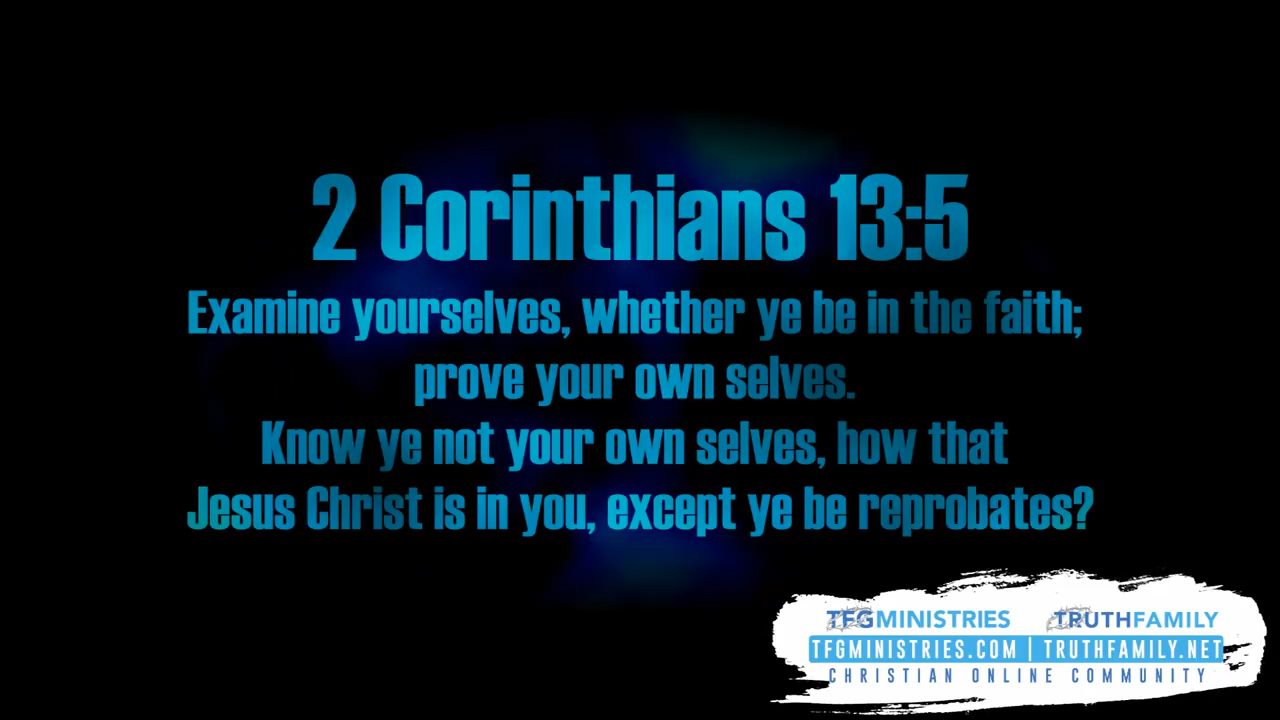 2 Corinthians 13:5
Examine yourselves, whether ye be in the faith;
prove your own selves.
Know ye not your own selves, how that
Jesus Christ is in you, except ye be reprobates?
TFGMINISTRIES TRUTHFAMILY
TFGMINISTRIES.COM | TRUTHFAMILY.NET
CHRISTIAN ONLINE COMMUNITY